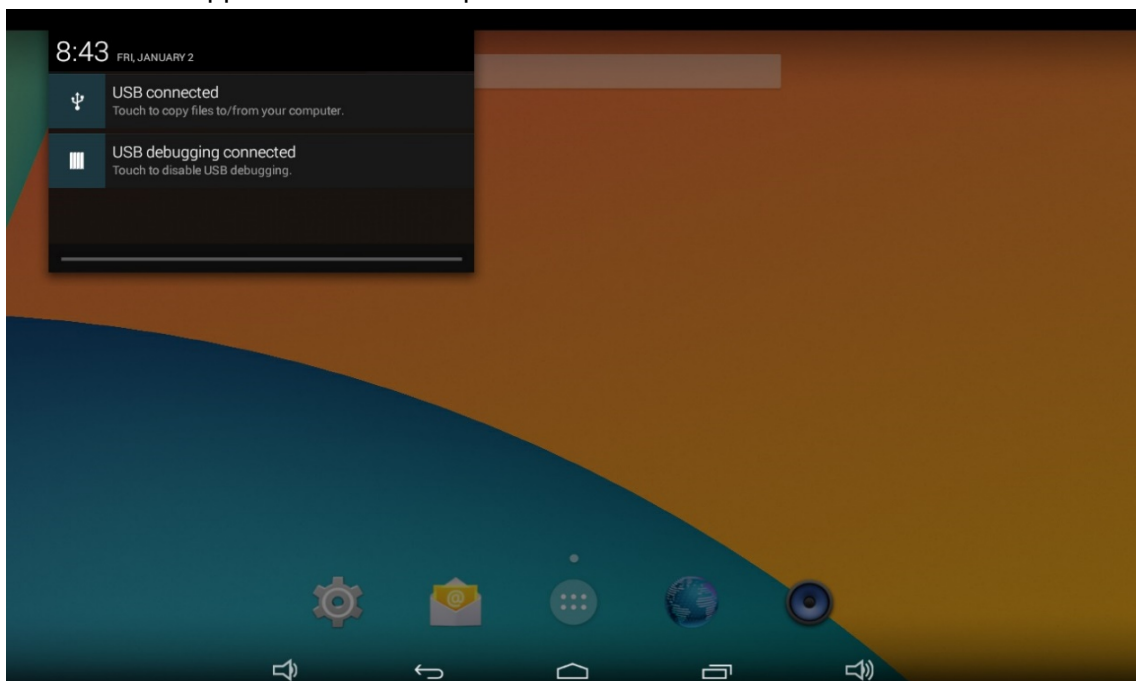 8:43 FRI, JANUARY 2
USB connected
Touch to copy files to/from your computer.
USB debugging connected
Touch to disable USB debugging.
@